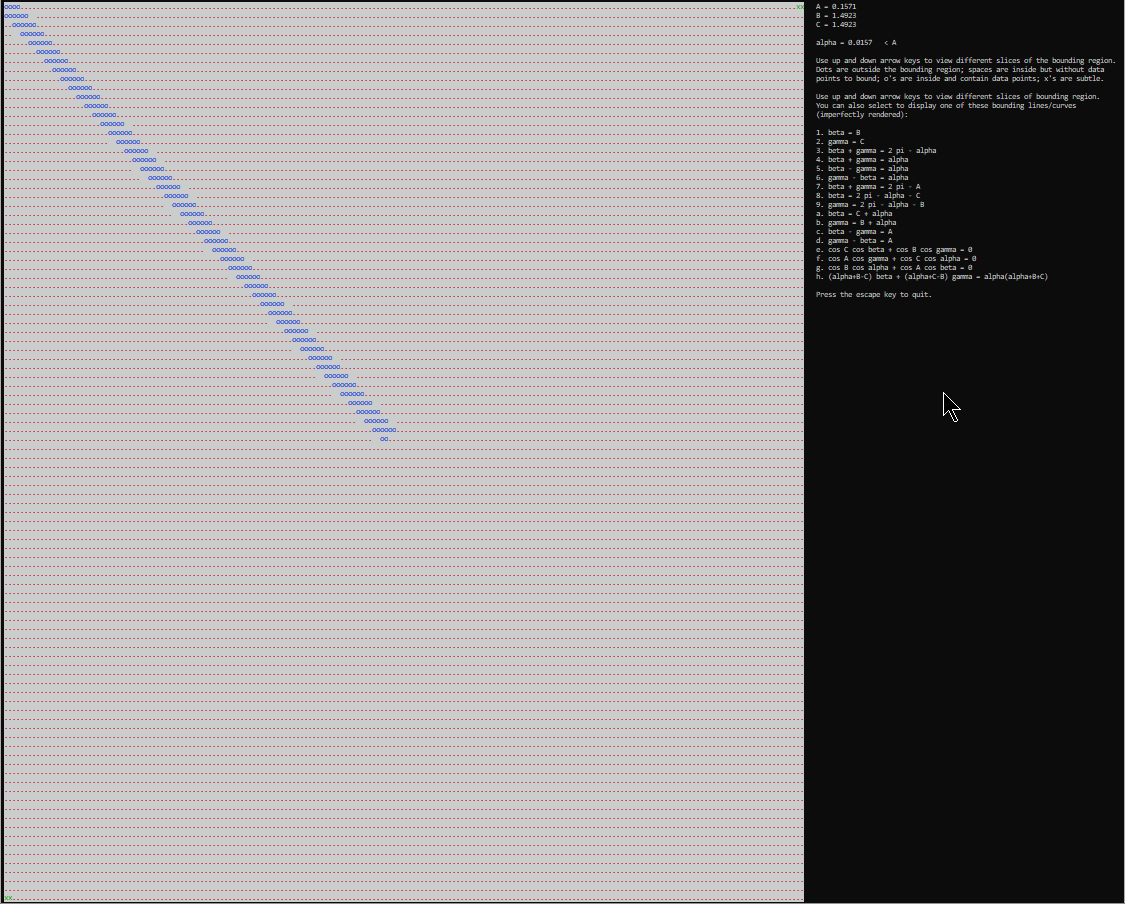 A = 0.1571
B = 1.4923
C = 1.4923
alpha = 0.0157 < A
Use up and down arrow keys to view different slices of the bounding region.
Dots are outside the bounding region; spaces are inside but without data
points to bound; o's are inside and contain data points; x's are subtle.
Use up and down arrow keys to view different slices of bounding region.
You can also select to display one of these bounding lines/curves
(imperfectly rendered):
1. beta = B
2. gamma = C
3. beta + gamma = 2 pi - alpha
4. beta + gamma = alpha
5. beta - gamma = alpha
6. gamma - beta = alpha
7. beta + gamma = 2 pi - A
8. beta = 2 pi - alpha - C
9. gamma = 2 pi - alpha - B
a. beta = C + alpha
b. gamma = B + alpha
c. beta - gamma = A
d. gamma - beta = A
e. cos C cos beta + cos B cos gamma = 0
f. cos A cos gamma + cos C cos alpha = 0
g. cos B cos alpha + cos A cos beta = 0
h. (alpha+B-C) beta + (alpha+C-B) gamma = alpha(alpha+B+C)
Press the escape key to quit.